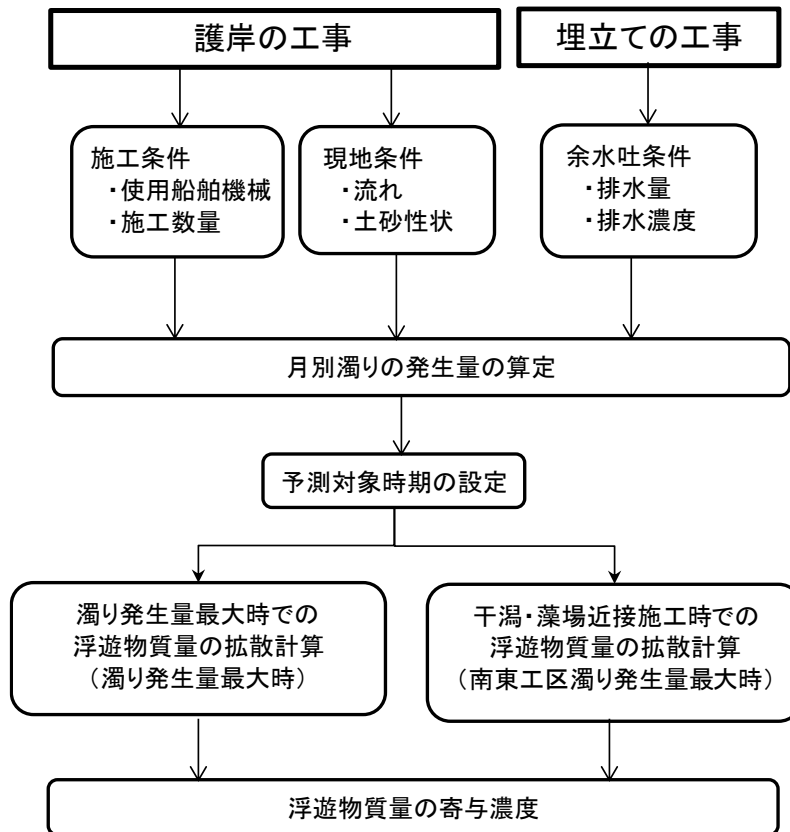 護岸の工事
埋立ての工事
施工条件
・使用船舶機械
・施工数量
現地条件
・流れ
・土砂性状
余水吐条件
・排水量
・排水濃度
月別濁りの発生量の算定
予測対象時期の設定
濁り発生量最大時での
浮遊物質量の拡散計算
（濁り発生量最大時）
干潟・藻場近接施工時での
浮遊物質量の拡散計算
（南東工区濁り発生量最大時）
浮遊物質量の寄与濃度